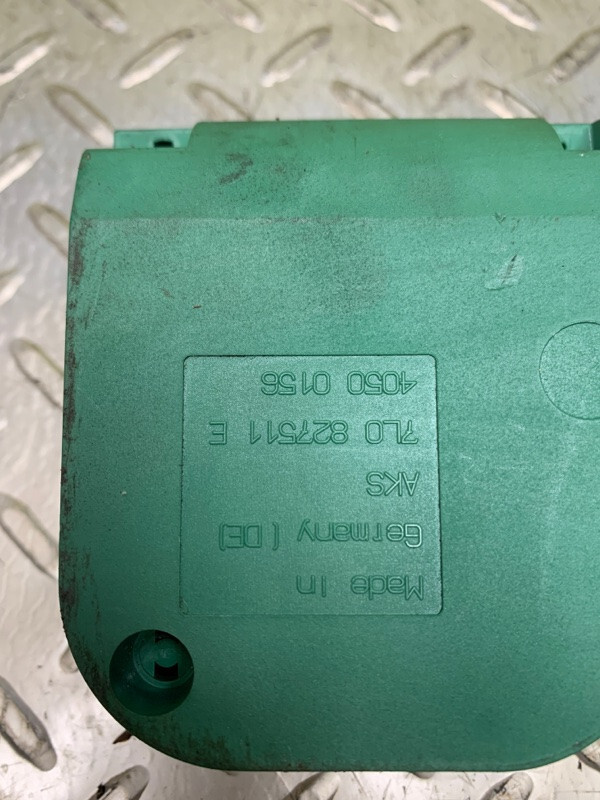 Made In
Germany (DE)
AKS
7L0 827511 E
4050 0156